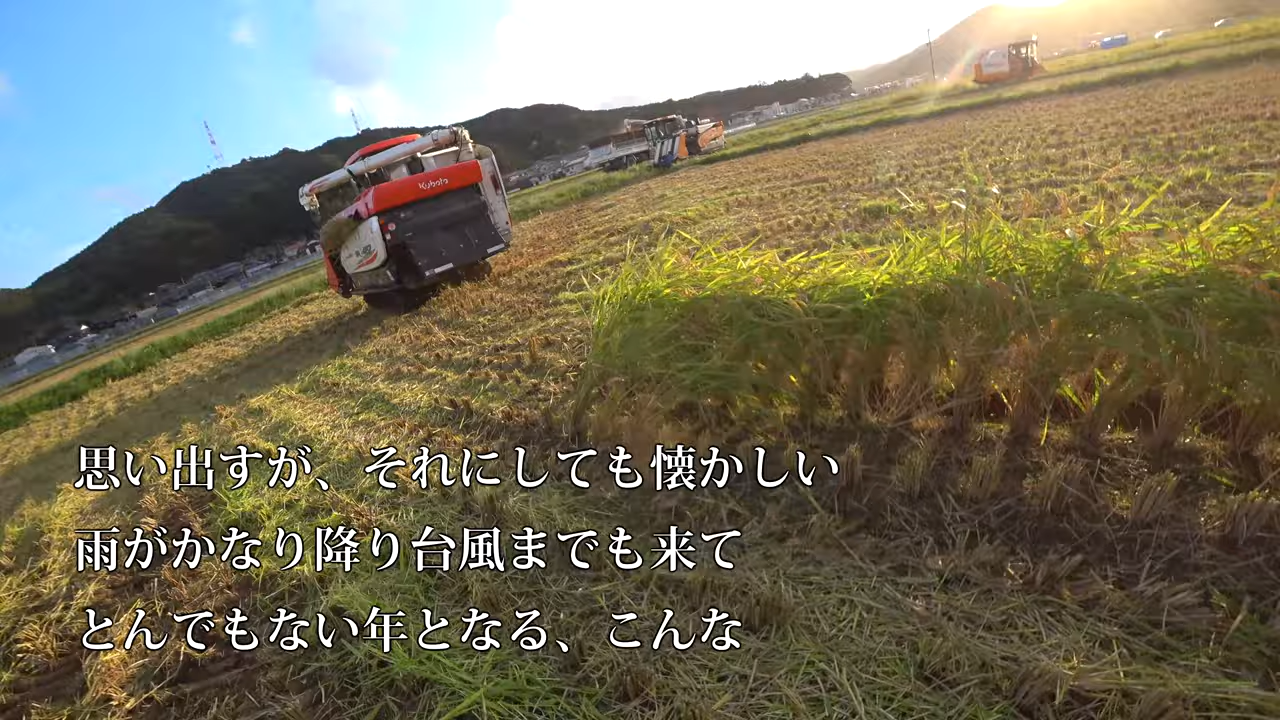 Kubota
思い出すが、それにしても懐かしい
雨がかなり降り台風までも来て
とんでもない年となる、こんな